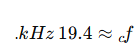 .kHz 19.4 ≈ 𝑐𝑓